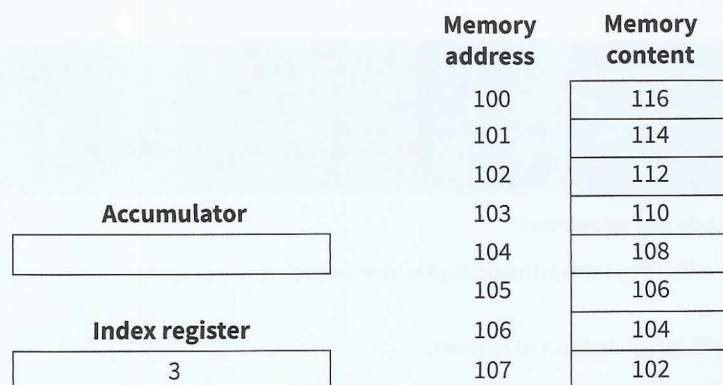 Memory address
Memory content
100 116
101 114
102 112
Accumulator
103 110
104 108
105 106
Index register
106 104
3
107 102